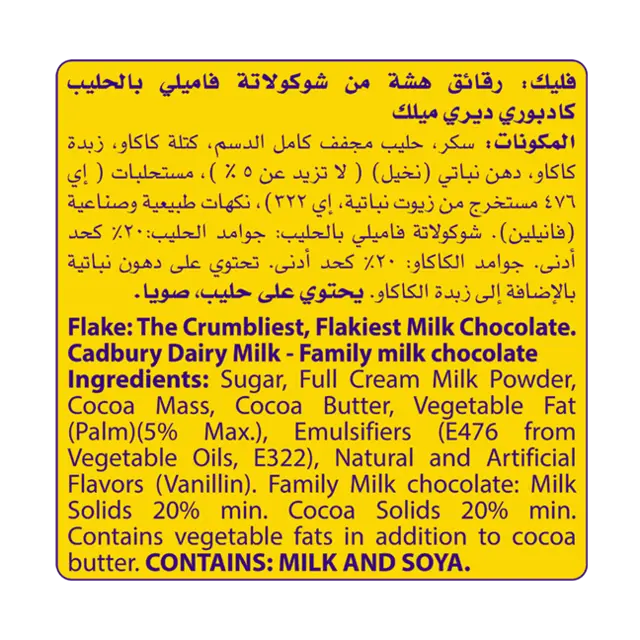 فليك: رقائق هشة من شوكولاتة فاميلي بالحليب
كادبوري ديري ميلك
المكونات: سكر، حليب مجفف كامل الدسم، كتلة كاكاو، زبدة
كاكاو، دهن نباتي (نخيل) ( لا تزيد عن ٥ ٪ )، مستحلبات ( إي
٤٧٦ مستخرج من زيوت نباتية، إي ٣٢٢)، نكهات طبيعية وصناعية
(فانيلين). شوكولاتة فاميلي بالحليب: جوامد الحليب:٢٠٪ كحد
أدنى. جوامد الكاكاو: ٢٠٪ كحد أدنى. تحتوي على دهون نباتية
بالإضافة إلى زبدة الكاكاو. يحتوي على حليب، صويا.
Flake: The Crumbliest, Flakiest Milk Chocolate.
Cadbury Dairy Milk - Family milk chocolate
Ingredients: Sugar, Full Cream Milk Powder,
Cocoa Mass, Cocoa Butter, Vegetable Fat
(Palm)(5% Max.), Emulsifiers (E476 from
Vegetable Oils, E322), Natural and Artificial
Flavors (Vanillin). Family Milk chocolate: Milk
Solids 20% min. Cocoa Solids 20% min.
Contains vegetable fats in addition to cocoa
butter. CONTAINS: MILK AND SOYA.